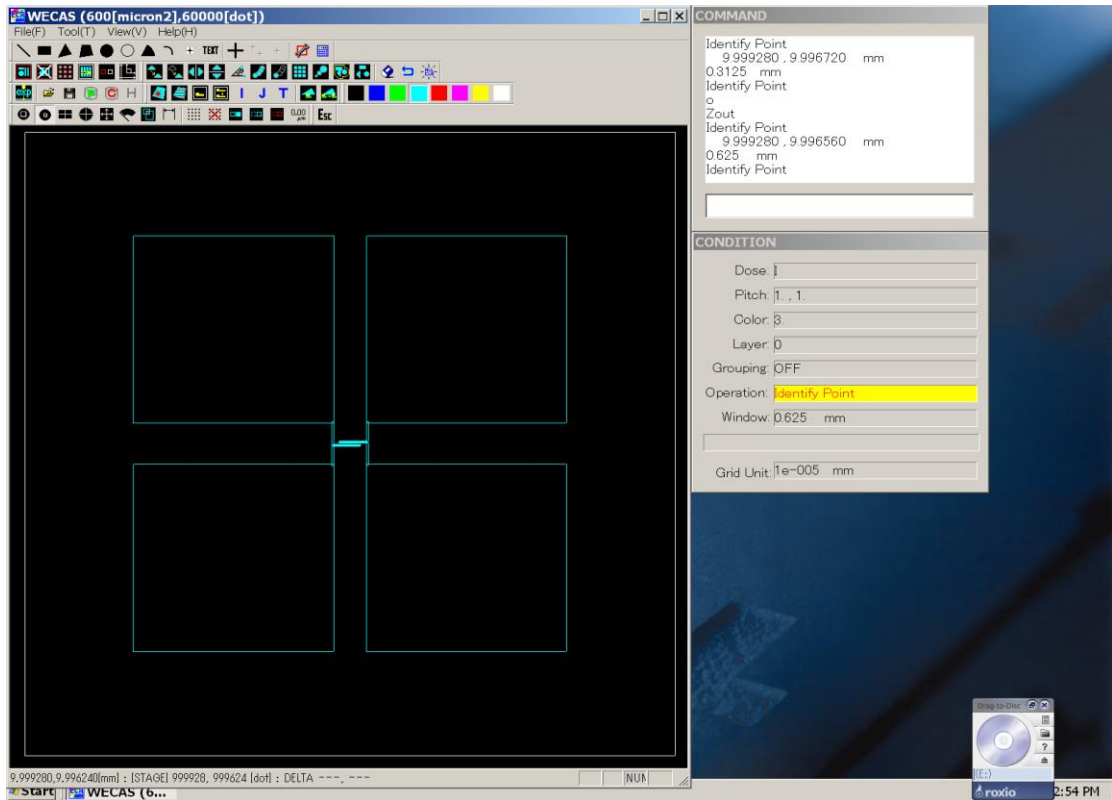 WECAS (600[micron2],60000[dot])
File(F) Tool(T) View(V) Help(H)
TEXT
exp
H
I J T
0.00
Esc
9.999280,9.996240[mm] : [STAGE] 999928, 999624 [dot] : DELTA ---, ---
NUM
COMMAND
Identify Point
9.999280 , 9.996720 mm
0.3125 mm
Identify Point
o
Zout
Identify Point
9.999280 , 9.996560 mm
0.625 mm
Identify Point
CONDITION
Dose: 1
Pitch: 1. , 1.
Color: 3.
Layer: 0
Grouping: OFF
Operation: Identify Point
Window: 0.625 mm
Grid Unit: 1e-005 mm
Drag-to-Disc
?
(E:)
roxio
Start
WECAS (6...
2:54 PM